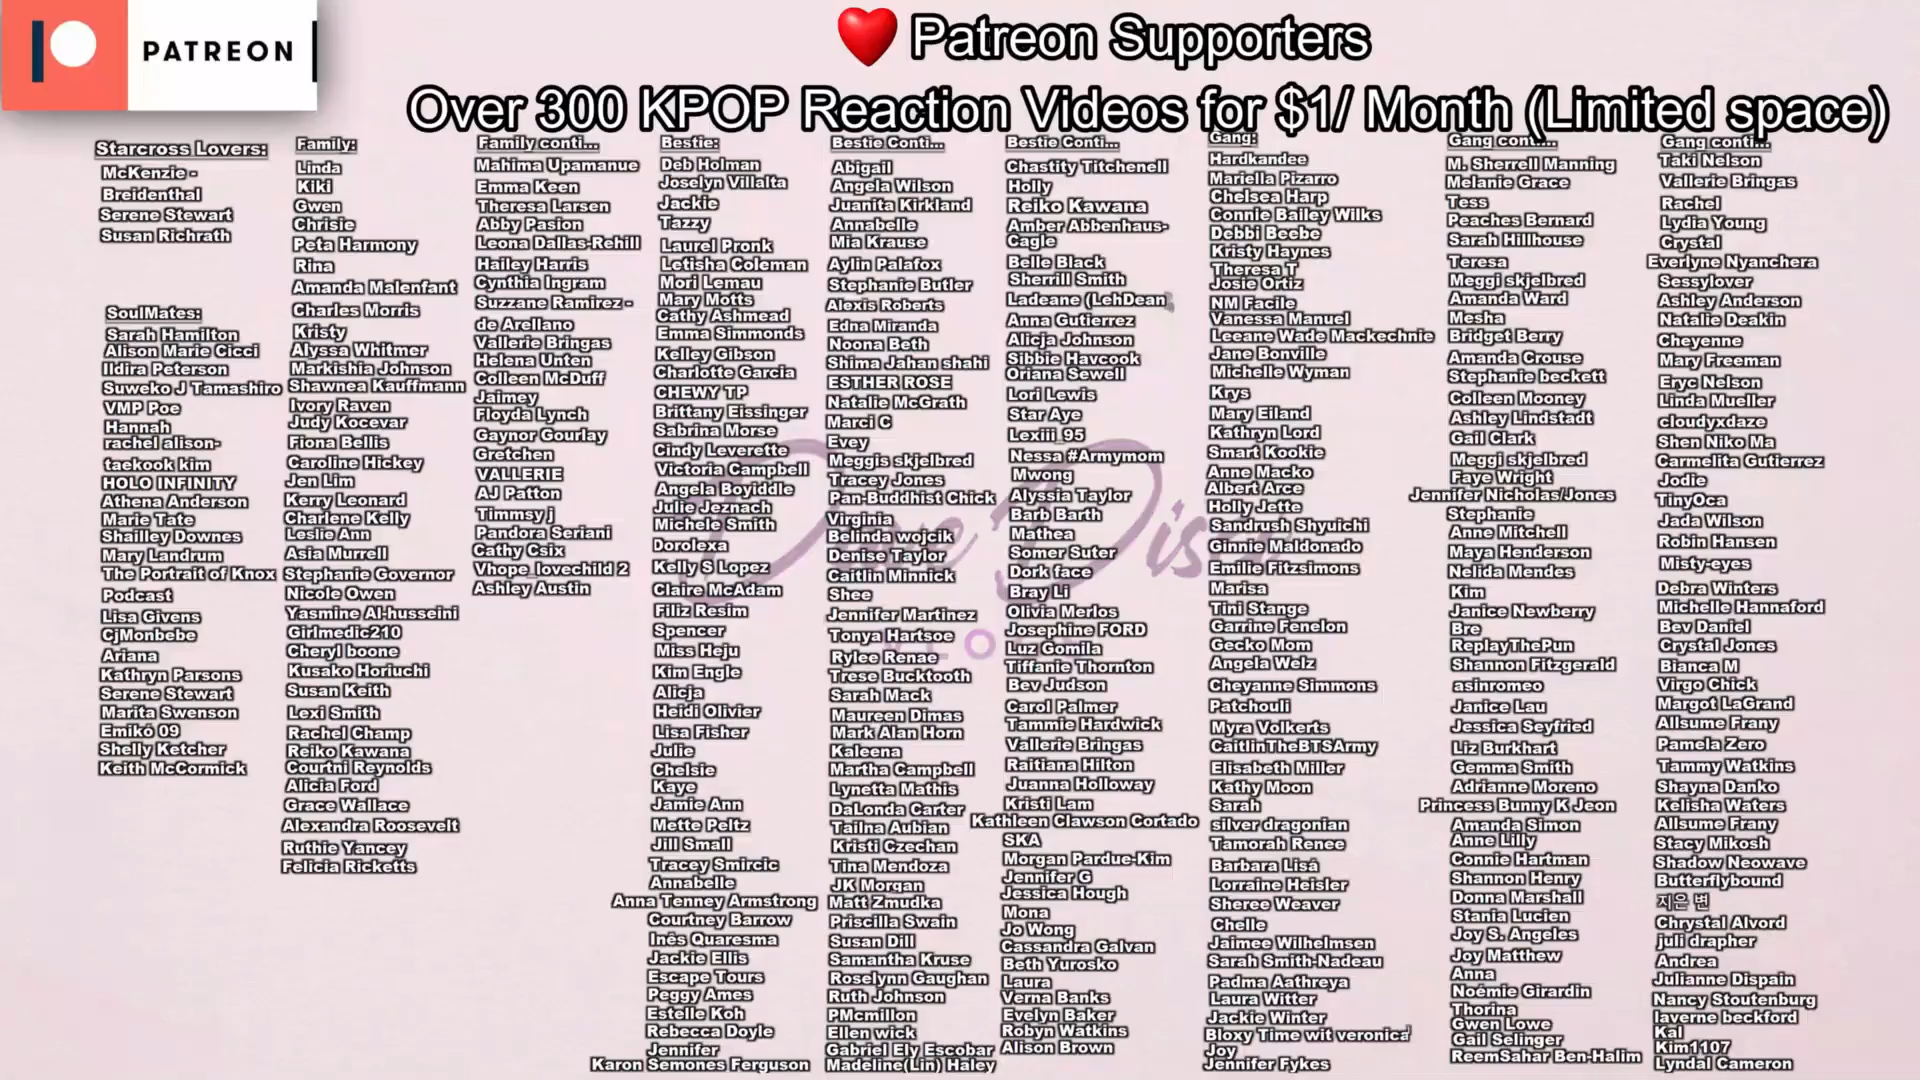 PATREON
Patreon Supporters
Over 300 KPOP Reaction Videos for $1/ Month (Limited space)
Starcross Lovers:
McKenzie -
Breidenthal
Serene Stewart
Susan Richrath
SoulMates:
Sarah Hamilton
Alison Marie Cicci
Ildira Peterson
Suweko J Tamashiro
VMP Poe
Hannah
rachel alison-
taekook kim
HOLO INFINITY
Athena Anderson
Marie Tate
Shailley Downes
Mary Landrum
The Portrait of Knox
Podcast
Lisa Givens
CjMonbebe
Ariana
Kathryn Parsons
Serene Stewart
Marita Swenson
Emikó 09
Shelly Ketcher
Keith McCormick
Family:
Linda
Kiki
Gwen
Chrisie
Peta Harmony
Rina
Amanda Malenfant
Charles Morris
Kristy
Alyssa Whitmer
Markishia Johnson
Shawnea Kauffmann
Ivory Raven
Judy Kocevar
Fiona Bellis
Caroline Hickey
Jen Lim
Kerry Leonard
Charlene Kelly
Leslie Ann
Asia Murrell
Stephanie Governor
Nicole Owen
Yasmine Al-husseini
Girlmedic210
Cheryl boone
Kusako Horiuchi
Susan Keith
Lexi Smith
Rachel Champ
Reiko Kawana
Courtni Reynolds
Alicia Ford
Grace Wallace
Alexandra Roosevelt
Ruthie Yancey
Felicia Ricketts
Family conti...
Mahima Upamanue
Emma Keen
Theresa Larsen
Abby Pasion
Leona Dallas-Rehill
Hailey Harris
Cynthia Ingram
Suzzane Ramirez -
de Arellano
Vallerie Bringas
Helena Unten
Colleen McDuff
Jaimey
Floyda Lynch
Gaynor Gourlay
Gretchen
VALLERIE
AJ Patton
Timmsy j
Pandora Seriani
Cathy Csix
Vhope_lovechild 2
Ashley Austin
Bestie:
Deb Holman
Joselyn Villalta
Jackie
Tazzy
Laurel Pronk
Letisha Coleman
Mori Lemau
Mary Motts
Cathy Ashmead
Emma Simmonds
Kelley Gibson
Charlotte Garcia
CHEWY TP
Brittany Eissinger
Sabrina Morse
Cindy Leverette
Victoria Campbell
Angela Boyiddle
Julie Jeznach
Michele Smith
Dorolexa
Kelly S Lopez
Claire McAdam
Filiz Resim
Spencer
Miss Heju
Kim Engle
Alicja
Heidi Olivier
Lisa Fisher
Julie
Chelsie
Kaye
Jamie Ann
Mette Peltz
Jill Small
Tracey Smircic
Annabelle
Anna Tenney Armstrong
Courtney Barrow
Inês Quaresma
Jackie Ellis
Escape Tours
Peggy Ames
Estelle Koh
Rebecca Doyle
Jennifer
Karon Semones Ferguson
Bestie Conti...
Abigail
Angela Wilson
Juanita Kirkland
Annabelle
Mia Krause
Aylin Palafox
Stephanie Butler
Alexis Roberts
Edna Miranda
Noona Beth
Shima Jahan shahi
ESTHER ROSE
Natalie McGrath
Marci C
Evey
Meggis skjelbred
Tracey Jones
Pan-Buddhist Chick
Virginia
Belinda wojcik
Denise Taylor
Caitlin Minnick
Shee
Jennifer Martinez
Tonya Hartsoe
Rylee Renae
Trese Bucktooth
Sarah Mack
Maureen Dimas
Mark Alan Horn
Kaleena
Martha Campbell
Lynetta Mathis
DaLonda Carter
Tailna Aubian
Kristi Czechan
Tina Mendoza
JK Morgan
Matt Zmudka
Priscilla Swain
Susan Dill
Samantha Kruse
Roselynn Gaughan
Ruth Johnson
PMcmillon
Ellen wick
Gabriel Ely Escobar
Madeline(Lin) Haley
Bestie Conti...
Chastity Titchenell
Holly
Reiko Kawana
Amber Abbenhaus-
Cagle
Belle Black
Sherrill Smith
Ladeane (LehDean
Anna Gutierrez
Alicja Johnson
Sibbie Havcook
Oriana Sewell
Lori Lewis
Star Aye
Lexiii_95
Nessa #Armymom
Mwong
Alyssia Taylor
Barb Barth
Mathea
Somer Suter
Dork face
Bray Li
Olivia Merlos
Josephine FORD
Luz Gomila
Tiffanie Thornton
Bev Judson
Carol Palmer
Tammie Hardwick
Vallerie Bringas
Raitiana Hilton
Juanna Holloway
Kristi Lam
Kathleen Clawson Cortado
SKA
Morgan Pardue-Kim
Jennifer G
Jessica Hough
Mona
Jo Wong
Cassandra Galvan
Beth Yurosko
Laura
Verna Banks
Evelyn Baker
Robyn Watkins
Alison Brown
Gang:
Hardkandee
Mariella Pizarro
Chelsea Harp
Connie Bailey Wilks
Debbi Beebe
Kristy Haynes
Theresa T
Josie Ortiz
NM Facile
Vanessa Manuel
Leeane Wade Mackechnie
Jane Bonville
Michelle Wyman
Krys
Mary Eiland
Kathryn Lord
Smart Kookie
Anne Macko
Albert Arce
Holly Jette
Sandrush Shyuichi
Ginnie Maldonado
Emilie Fitzsimons
Marisa
Tini Stange
Garrine Fenelon
Gecko Mom
Angela Welz
Cheyanne Simmons
Patchouli
Myra Volkerts
CaitlinTheBTSArmy
Elisabeth Miller
Kathy Moon
Sarah
silver dragonian
Tamorah Renee
Barbara Lisá
Lorraine Heisler
Sheree Weaver
Chelle
Jaimee Wilhelmsen
Sarah Smith-Nadeau
Padma Aathreya
Laura Witter
Jackie Winter
Bloxy Time wit veronica
Joy
Jennifer Fykes
Gang conti...
M. Sherrell Manning
Melanie Grace
Tess
Peaches Bernard
Sarah Hillhouse
Teresa
Meggi skjelbred
Amanda Ward
Mesha
Bridget Berry
Amanda Crouse
Stephanie beckett
Colleen Mooney
Ashley Lindstadt
Gail Clark
Meggi skjelbred
Faye Wright
Jennifer Nicholas/Jones
Stephanie
Anne Mitchell
Maya Henderson
Nelida Mendes
Kim
Janice Newberry
Bre
ReplayThePun
Shannon Fitzgerald
asinromeo
Janice Lau
Jessica Seyfried
Liz Burkhart
Gemma Smith
Adrianne Moreno
Princess Bunny K Jeon
Amanda Simon
Anne Lilly
Connie Hartman
Shannon Henry
Donna Marshall
Stania Lucien
Joy S. Angeles
Joy Matthew
Anna
Noémie Girardin
Thorina
Gwen Lowe
Gail Selinger
ReemSahar Ben-Halim
Gang conti...
Taki Nelson
Vallerie Bringas
Rachel
Lydia Young
Crystal
Everlyne Nyanchera
Sessylover
Ashley Anderson
Natalie Deakin
Cheyenne
Mary Freeman
Eryc Nelson
Linda Mueller
cloudyxdaze
Shen Niko Ma
Carmelita Gutierrez
Jodie
TinyOca
Jada Wilson
Robin Hansen
Misty-eyes
Debra Winters
Michelle Hannaford
Bev Daniel
Crystal Jones
Bianca M
Virgo Chick
Margot LaGrand
Allsume Frany
Pamela Zero
Tammy Watkins
Shayna Danko
Kelisha Waters
Allsume Frany
Stacy Mikosh
Shadow Neowave
Butterflybound
지은 변
Chrystal Alvord
juli drapher
Andrea
Julianne Dispain
Nancy Stoutenburg
laverne beckford
Kal
Kim1107
Lyndal Cameron